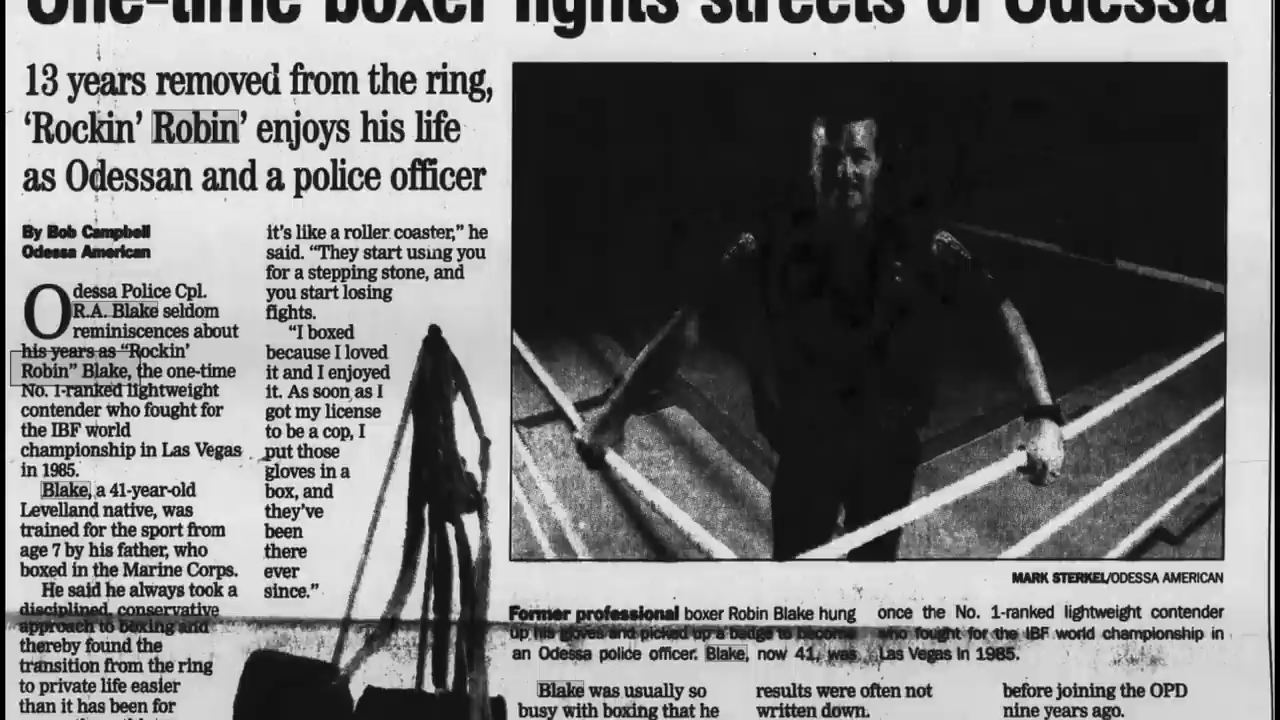 One-time boxer fights streets of Odessa
13 years removed from the ring,
‘Rockin’ Robin’ enjoys his life
as Odessan and a police officer
By Bob Campbell
Odessa American
Odessa Police Cpl.
R.A. Blake seldom
reminiscences about
his years as “Rockin’
Robin” Blake, the one-time
No. 1-ranked lightweight
contender who fought for
the IBF world
championship in Las Vegas
in 1985.
Blake, a 41-year-old
Levelland native, was
trained for the sport from
age 7 by his father, who
boxed in the Marine Corps.
He said he always took a
disciplined, conservative
approach to boxing and
thereby found the
transition from the ring
to private life easier
than it has been for
it’s like a roller coaster,” he
said. “They start using you
for a stepping stone, and
you start losing
fights.
“I boxed
because I loved
it and I enjoyed
it. As soon as I
got my license
to be a cop, I
put those
gloves in a
box, and
they’ve
been
there
ever
since.”
MARK STERKEL/ODESSA AMERICAN
Former professional boxer Robin Blake hung
up his gloves and picked up a badge to become
an Odessa police officer. Blake, now 41, was
once the No. 1-ranked lightweight contender
who fought for the IBF world championship in
Las Vegas in 1985.
Blake was usually so
busy with boxing that he
results were often not
written down.
before joining the OPD
nine years ago.